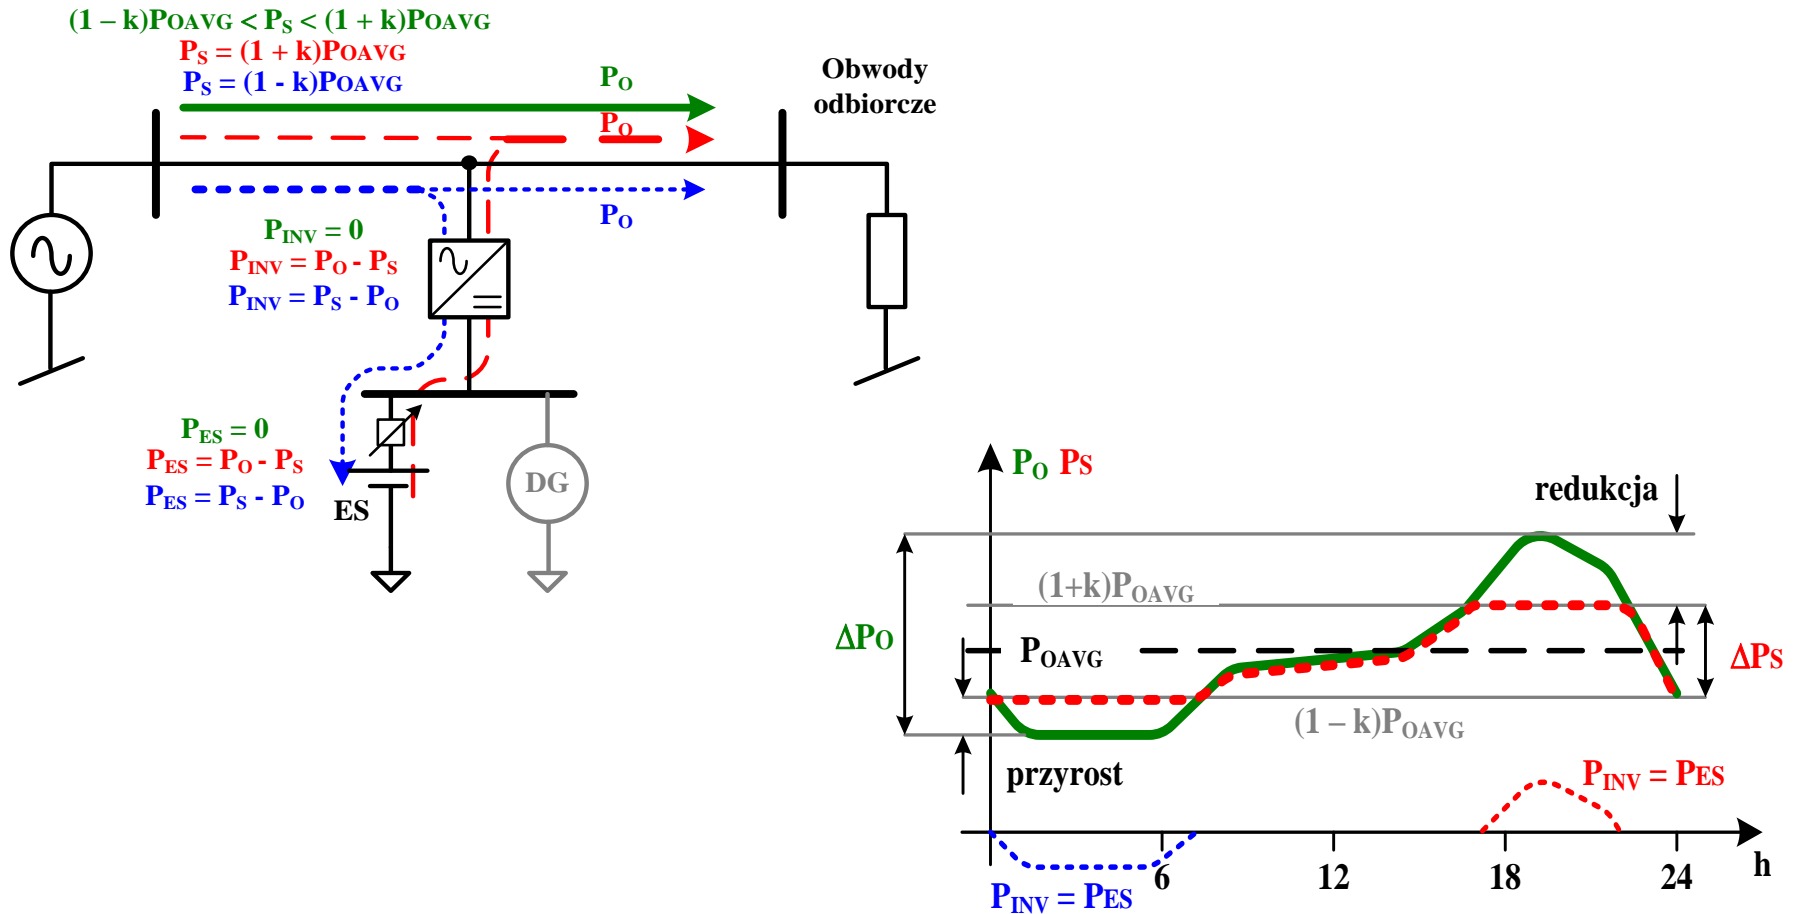 (1 – k)POAVG < PS < (1 + k)POAVG
PS = (1 + k)POAVG
PS = (1 - k)POAVG
PO
PO
PO
Obwody
odbiorcze
PINV = 0
PINV = PO - PS
PINV = PS - PO
PES = 0
PES = PO - PS
PES = PS - PO
ES
DG
PO PS
redukcja
(1+k)POAVG
ΔPO
POAVG
ΔPS
(1 – k)POAVG
przyrost
PINV = PES
6
12
18
24
h
PINV = PES